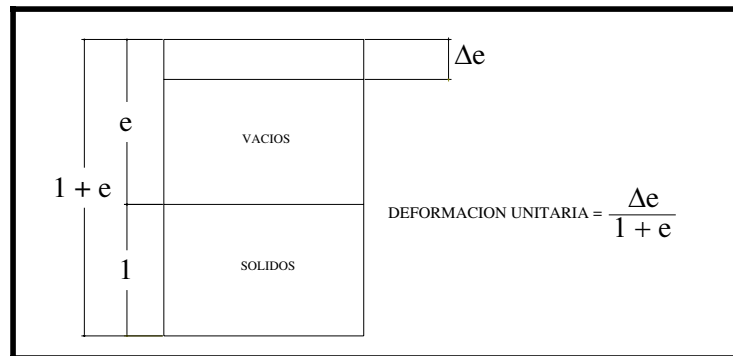 Δe
e
VACIOS
1 + e
DEFORMACION UNITARIA = Δe / 1 + e
1
SOLIDOS